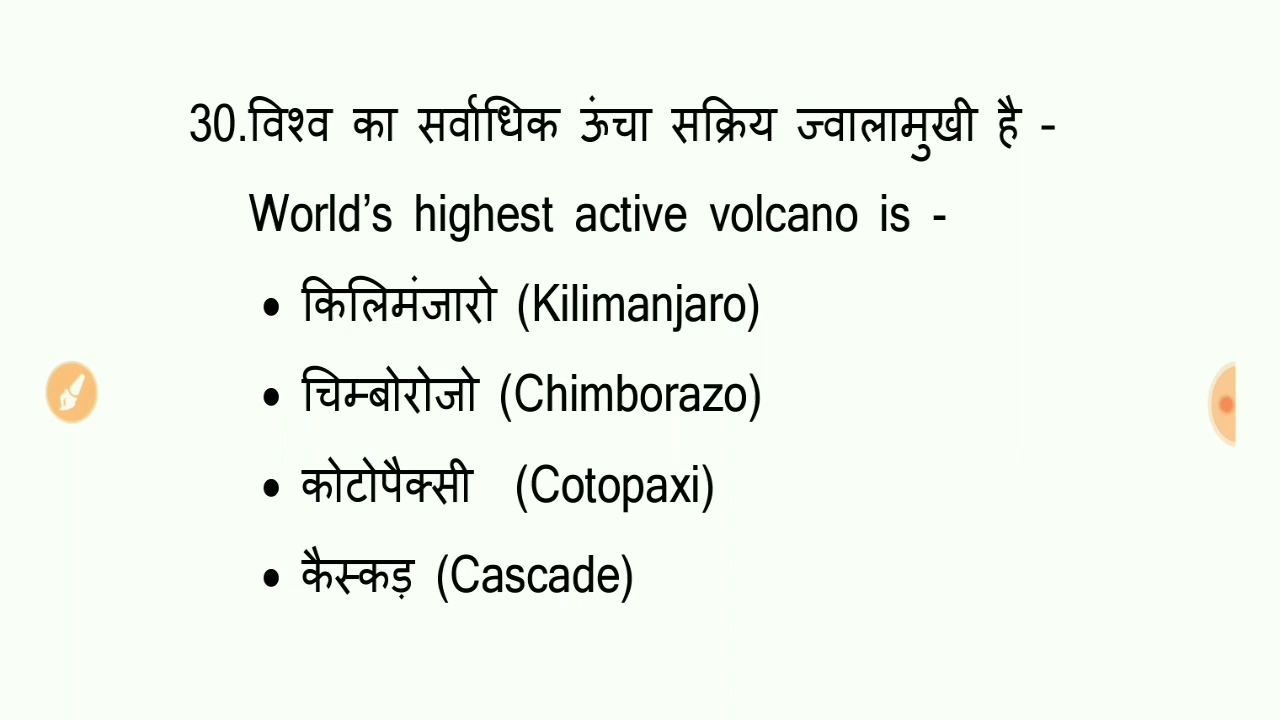 30.विश्व का सर्वाधिक ऊंचा सक्रिय ज्वालामुखी है -
World’s highest active volcano is -
• किलिमंजारो (Kilimanjaro)
• चिम्बोरोजो (Chimborazo)
• कोटोपैक्सी (Cotopaxi)
• कैस्कड़ (Cascade)